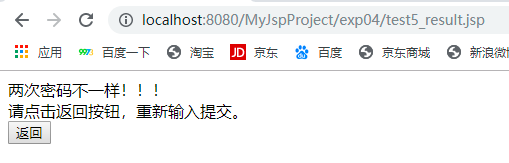 localhost:8080/MyJspProject/exp04/test5_result.jsp
应用 百度一下 淘宝 JD 京东 百度 京东商城 新浪微
两次密码不一样！！！
请点击返回按钮，重新输入提交。
返回